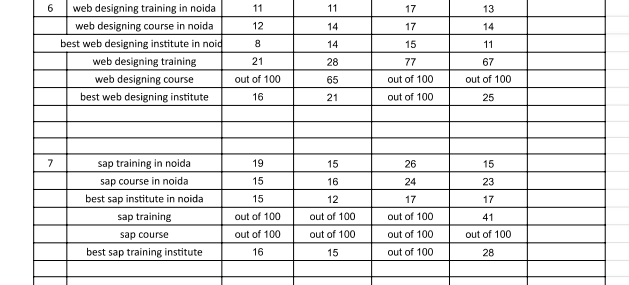 6 web designing training in noida 11 11 17 13
web designing course in noida 12 14 17 14
best web designing institute in noid 8 14 15 11
web designing training 21 28 77 67
web designing course out of 100 65 out of 100 out of 100
best web designing institute 16 21 out of 100 25
7 sap training in noida 19 15 26 15
sap course in noida 15 16 24 23
best sap institute in noida 15 12 17 17
sap training out of 100 out of 100 out of 100 41
sap course out of 100 out of 100 out of 100 out of 100
best sap training institute 16 15 out of 100 28